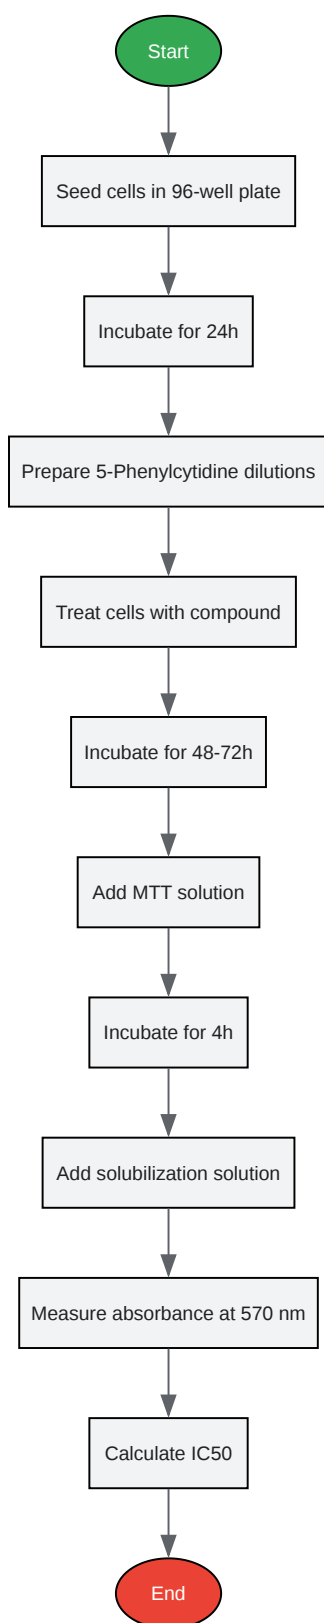 Start
Seed cells in 96-well plate
Incubate for 24h
Prepare 5-Phenylcytidine dilutions
Treat cells with compound
Incubate for 48-72h
Add MTT solution
Incubate for 4h
Add solubilization solution
Measure absorbance at 570 nm
Calculate IC50
End